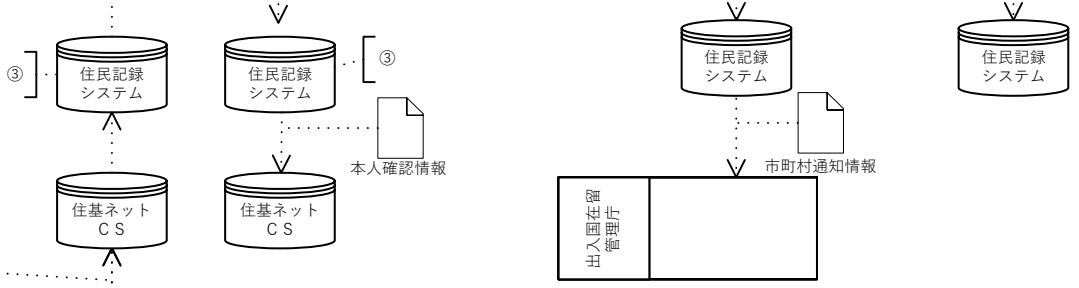 ③
住民記録
システム
住民記録
システム
③
住民記録
システム
住民記録
システム
本人確認情報
市町村通知情報
住基ネット
ＣＳ
住基ネット
ＣＳ
出入国在留
管理庁